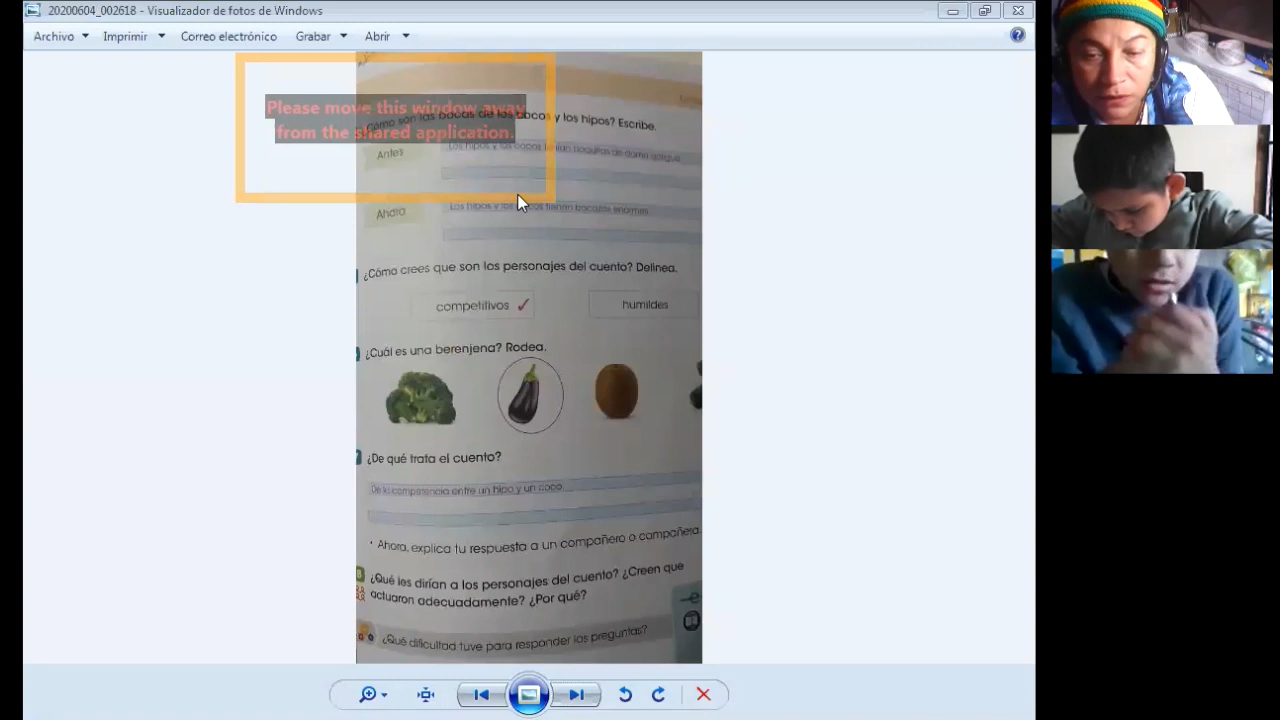 20200604_002618 - Visualizador de fotos de Windows
Archivo Imprimir Correo electrónico Grabar Abrir
Please move this window away
from the shared application.
¿Cómo son las bocas de los cocos y los hipos? Escribe.
Antes
Los hipos y los cocos tenían boquitas de dama
Ahora
Los hipos y los cocos tienen bocazas enormes
¿Cómo crees que son los personajes del cuento? Delinea.
competitivos ✓ humildes
¿Cuál es una berenjena? Rodea.
7 ¿De qué trata el cuento?
De la competencia entre un hipo y un coco
• Ahora, explica tu respuesta a un compañero o compañera.
8 ¿Qué les dirían a los personajes del cuento? ¿Creen que
actuaron adecuadamente? ¿Por qué?
¿Qué dificultad tuve para responder las preguntas?